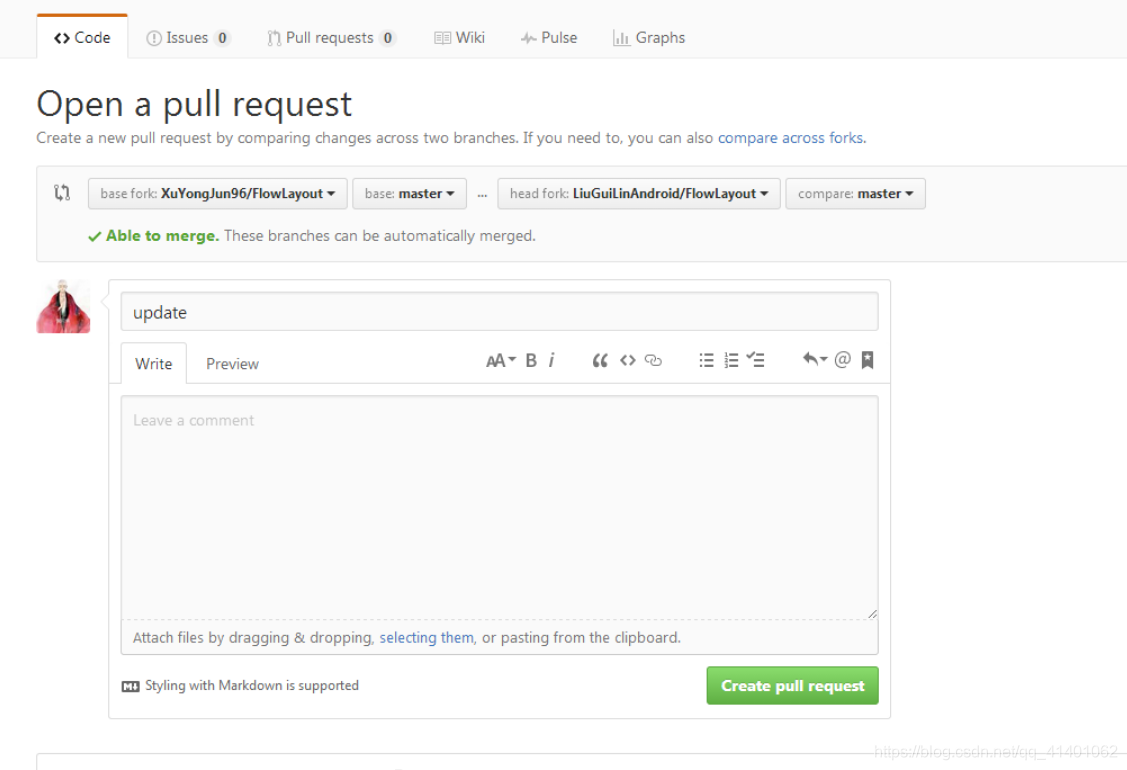 Code Issues 0 Pull requests 0 Wiki Pulse Graphs
Open a pull request
Create a new pull request by comparing changes across two branches. If you need to, you can also compare across forks.
base fork: XuYongJun96/FlowLayout base: master ... head fork: LiuGuiLinAndroid/FlowLayout compare: master
Able to merge. These branches can be automatically merged.
update
Write Preview AA B i @
Leave a comment
Attach files by dragging & dropping, selecting them, or pasting from the clipboard.
Styling with Markdown is supported
Create pull request
https://blog.csdn.net/qq_41401062